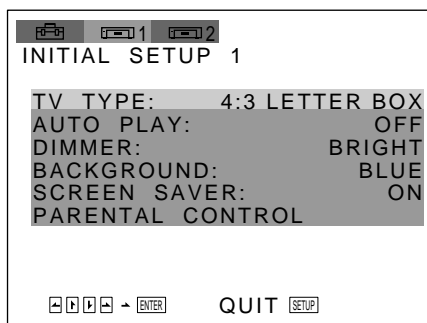 1 2
INITIAL SETUP 1
TV TYPE: 4:3 LETTER BOX
AUTO PLAY: OFF
DIMMER: BRIGHT
BACKGROUND: BLUE
SCREEN SAVER: ON
PARENTAL CONTROL
ENTER QUIT SETUP